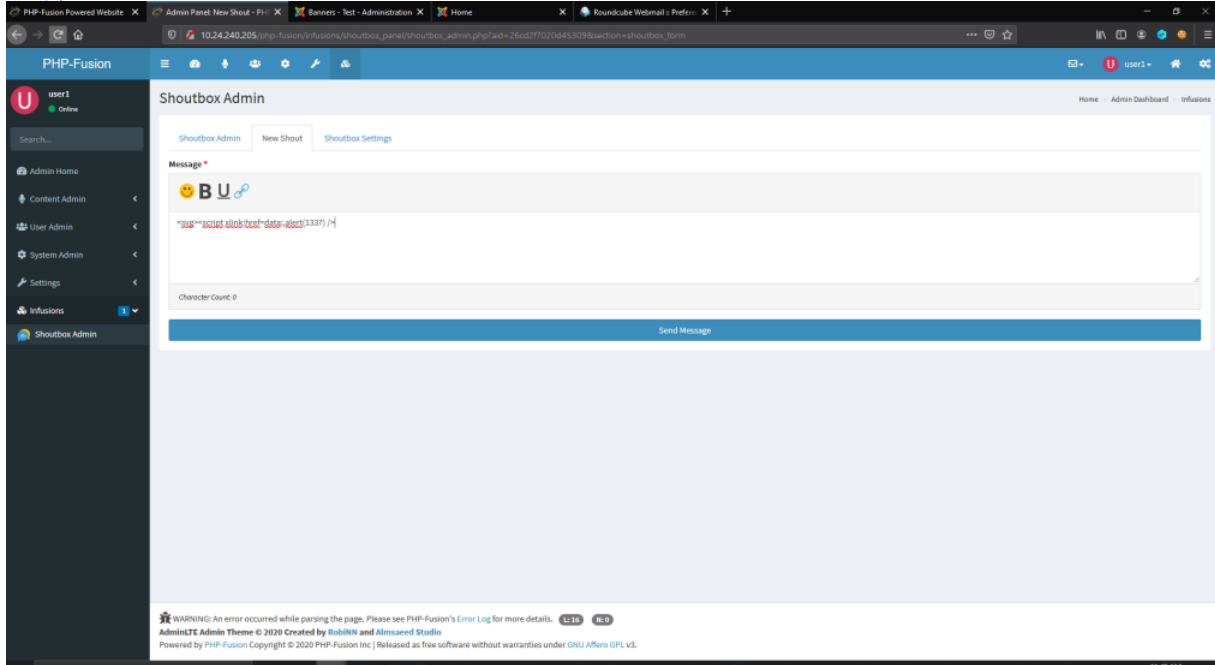 PHP-Fusion Powered Website
Admin Panel: New Shout - PH
Banners - Test - Administration
Home
Roundcube Webmail :: Prefere
10.24.240.205/php-fusion/infusions/shoutbox_panel/shoutbox_admin.php?aid=26cd2f7020d45309&section=shoutbox_form
PHP-Fusion
U user1
U
user1
Online
Shoutbox Admin
Home Admin Dashboard Infusions
Search...
Shoutbox Admin New Shout Shoutbox Settings
Admin Home
Message *
Content Admin
B U
User Admin
<svg><script xlink:href=data:,alert(1337) />
System Admin
Settings
Character Count: 0
Infusions 1
Shoutbox Admin
Send Message
WARNING: An error occurred while parsing the page. Please see PHP-Fusion's Error Log for more details.
AdminLTE Admin Theme © 2020 Created by RobiNN and Almsaeed Studio
Powered by PHP-Fusion Copyright © 2020 PHP-Fusion Inc | Released as free software without warranties under GNU Affero GPL v3.